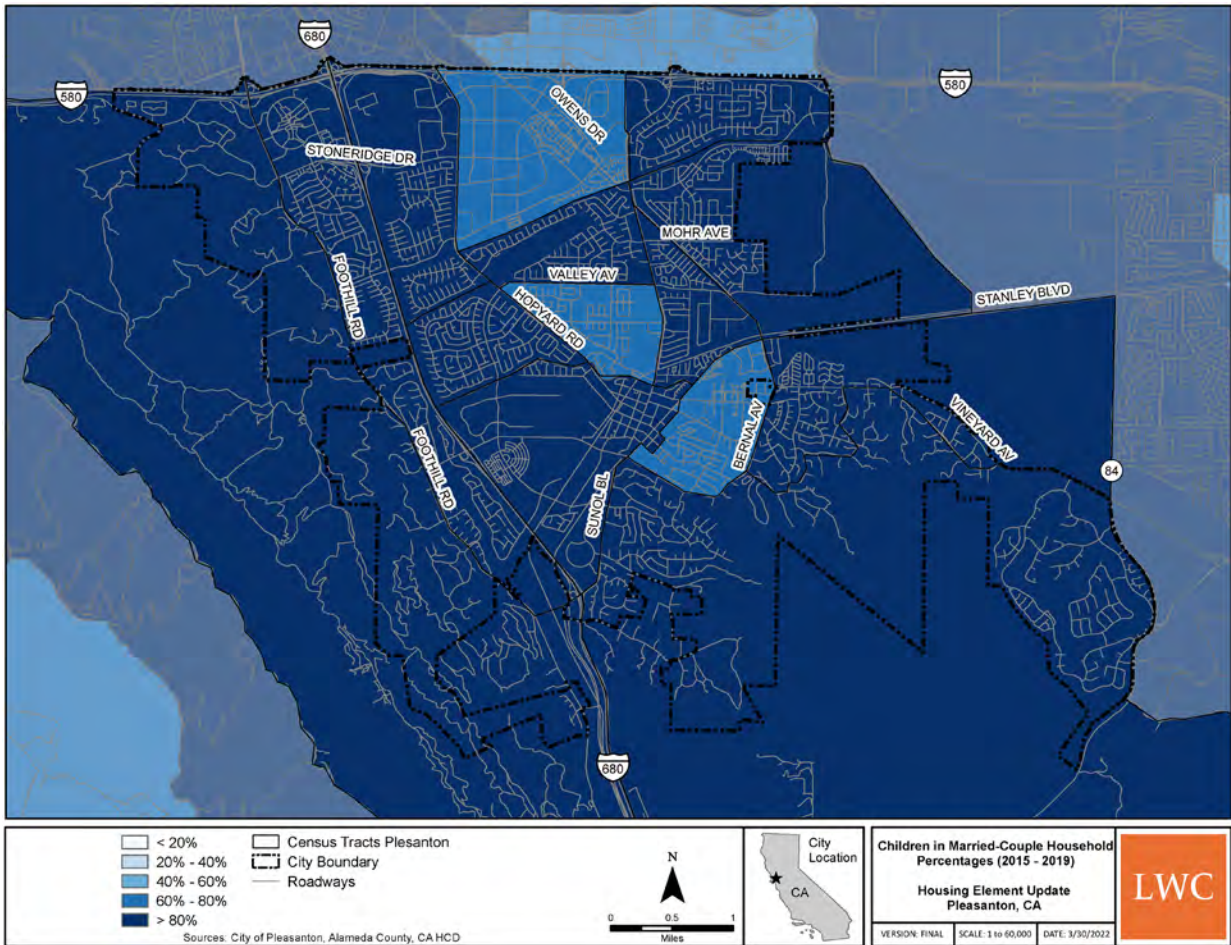 680
580
580
OWENS DR
STONERIDGE DR
MOHR AVE
VALLEY AV
FOOTHILL RD
HOPYARD RD
STANLEY BLVD
BERNAL AV
VINEYARD AV
84
FOOTHILL RD
SUNOL BL
680
< 20%
20% - 40%
40% - 60%
60% - 80%
> 80%
Census Tracts Plesanton
City Boundary
Roadways
Sources: City of Pleasanton, Alameda County, CA HCD
N
0 0.5 1
Miles
City
Location
CA
Children in Married-Couple Household
Percentages (2015 - 2019)
Housing Element Update
Pleasanton, CA
VERSION: FINAL
SCALE: 1 to 60,000
DATE: 3/30/2022
LWC